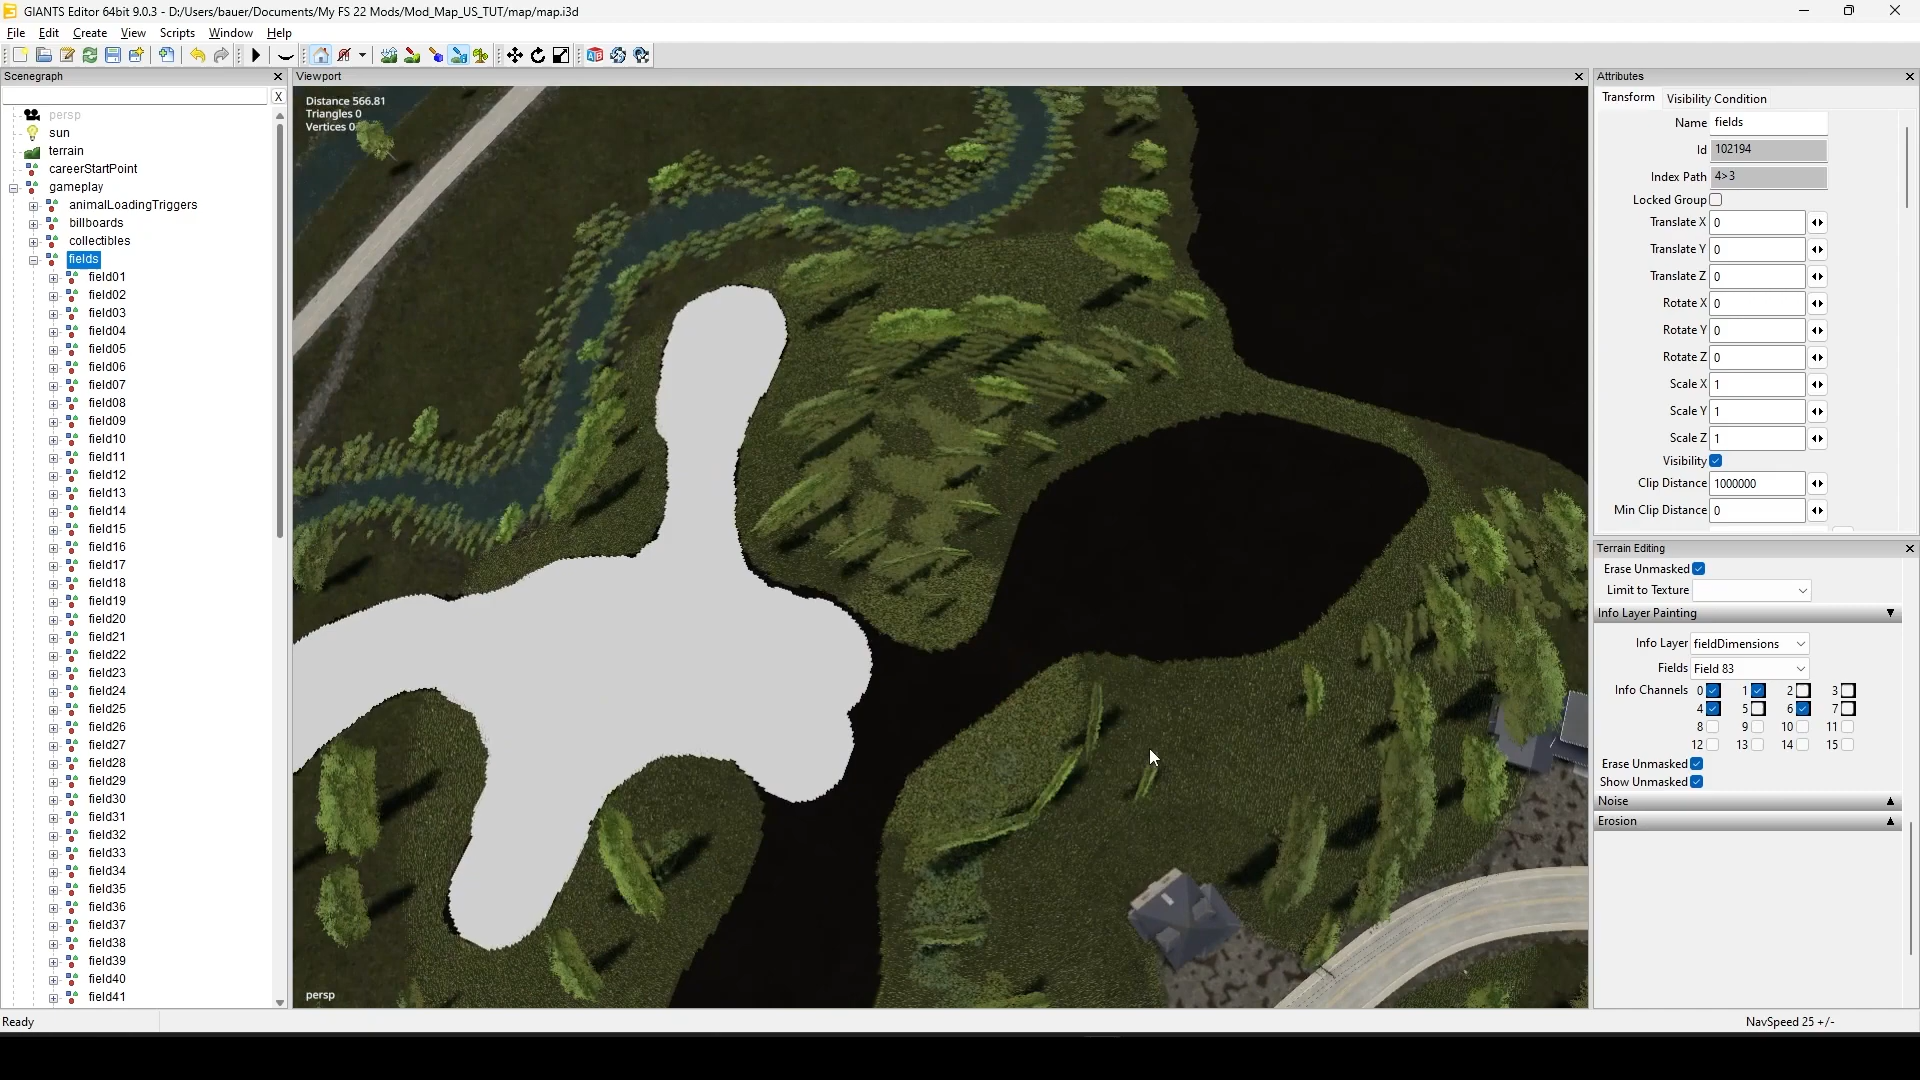 GIANTS Editor 64bit 9.0.3 - D:/Users/bauer/Documents/My FS 22 Mods/Mod_Map_US_TUT/map/map.i3d
File Edit Create View Scripts Window Help
Scenegraph
X
persp
sun
terrain
careerStartPoint
gameplay
animalLoadingTriggers
billboards
collectibles
fields
field01
field02
field03
field04
field05
field06
field07
field08
field09
field10
field11
field12
field13
field14
field15
field16
field17
field18
field19
field20
field21
field22
field23
field24
field25
field26
field27
field28
field29
field30
field31
field32
field33
field34
field35
field36
field37
field38
field39
field40
field41
Viewport
Distance 566.81
Triangles 0
Vertices 0
persp
Attributes
Transform Visibility Condition
Name fields
Id 102194
Index Path 4>3
Locked Group
Translate X 0
Translate Y 0
Translate Z 0
Rotate X 0
Rotate Y 0
Rotate Z 0
Scale X 1
Scale Y 1
Scale Z 1
Visibility
Clip Distance 1000000
Min Clip Distance 0
Terrain Editing
Erase Unmasked
Limit to Texture
Info Layer Painting
Info Layer fieldDimensions
Fields Field 83
Info Channels 0 1 2 3
4 5 6 7
8 9 10 11
12 13 14 15
Erase Unmasked
Show Unmasked
Noise
Erosion
Ready
NavSpeed 25 +/-